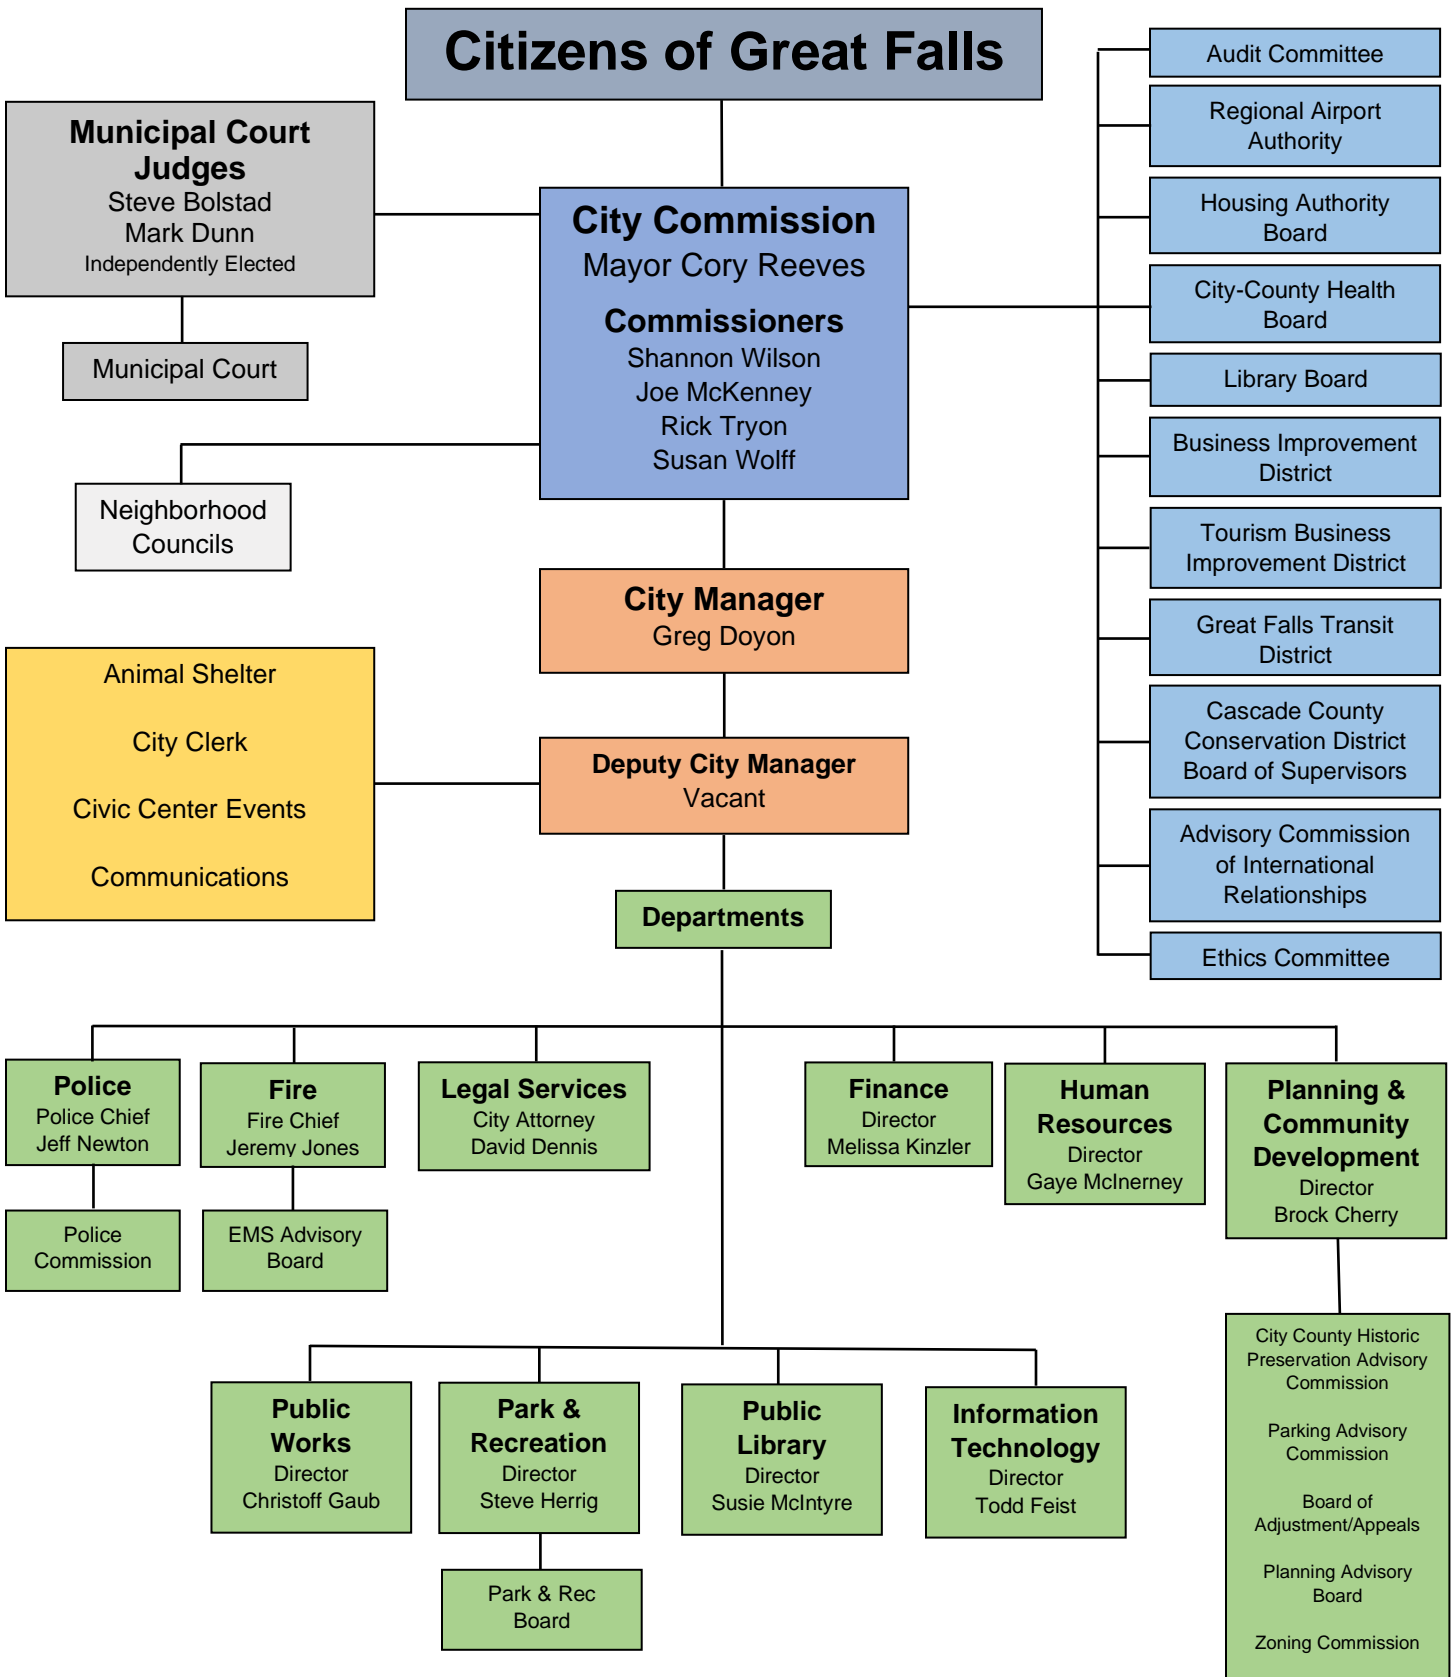 Citizens of Great Falls
Municipal Court
Judges
Steve Bolstad
Mark Dunn
Independently Elected
Municipal Court
Neighborhood
Councils
City Commission
Mayor Cory Reeves
Commissioners
Shannon Wilson
Joe McKenney
Rick Tryon
Susan Wolff
City Manager
Greg Doyon
Deputy City Manager
Vacant
Animal Shelter
City Clerk
Civic Center Events
Communications
Audit Committee
Regional Airport
Authority
Housing Authority
Board
City-County Health
Board
Library Board
Business Improvement
District
Tourism Business
Improvement District
Great Falls Transit
District
Cascade County
Conservation District
Board of Supervisors
Advisory Commission
of International
Relationships
Ethics Committee
Departments
Police
Police Chief
Jeff Newton
Police
Commission
Fire
Fire Chief
Jeremy Jones
EMS Advisory
Board
Legal Services
City Attorney
David Dennis
Finance
Director
Melissa Kinzler
Human
Resources
Director
Gaye McInerney
Planning &
Community
Development
Director
Brock Cherry
City County Historic
Preservation Advisory
Commission
Parking Advisory
Commission
Board of
Adjustment/Appeals
Planning Advisory
Board
Zoning Commission
Public
Works
Director
Christoff Gaub
Park &
Recreation
Director
Steve Herrig
Park & Rec
Board
Public
Library
Director
Susie McIntyre
Information
Technology
Director
Todd Feist